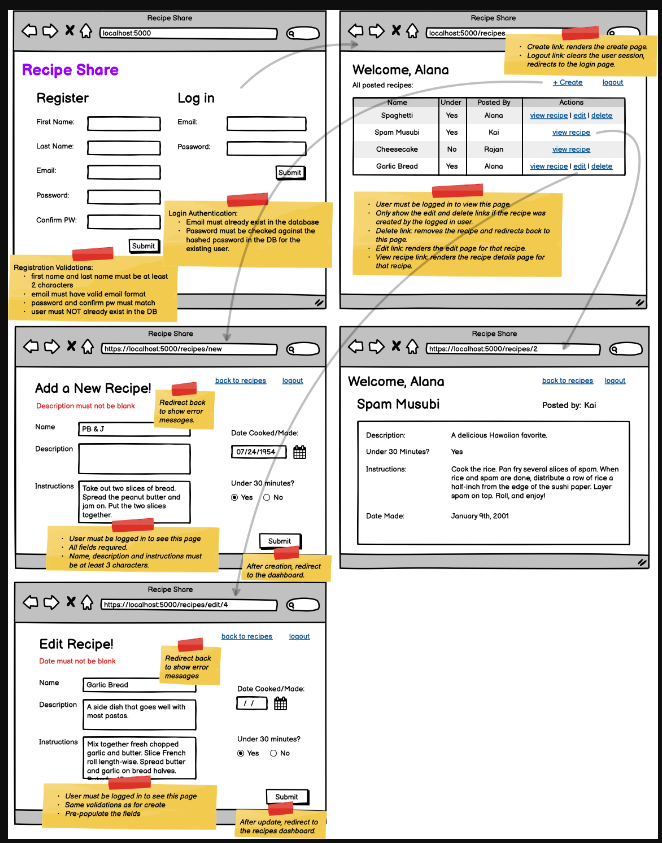 Recipe Share
localhost:5000
Recipe Share
Register
Log in
First Name:
Last Name:
Email:
Password:
Confirm PW:
Submit
Email:
Password:
Submit
Login Authentication:
• Email must already exist in the database
• Password must be checked against the
hashed password in the DB for the
existing user.
Registration Validations:
• first name and last name must be at least
2 characters
• email must have valid email format
• password and confirm pw must match
• user must NOT already exist in the DB
Recipe Share
localhost:5000/recipes
• Create link: renders the create page.
• Logout link: clears the user session,
redirects to the login page.
Welcome, Alana
All posted recipes:
+ Create
logout
Name Under Posted By Actions
Spaghetti Yes Alana view recipe | edit | delete
Spam Musubi Yes Kai view recipe
Cheesecake No Rajan view recipe
Garlic Bread Yes Alana view recipe | edit | delete
• User must be logged in to view this page.
• Only show the edit and delete links if the recipe was
created by the logged in user.
• Delete link: removes the recipe and redirects back to
this page.
• Edit link: renders the edit page for that recipe.
• View recipe link: renders the recipe details page for
that recipe.
Recipe Share
https://localhost:5000/recipes/new
Add a New Recipe!
back to recipes
logout
Description must not be blank
Redirect back
to show error
messages.
Name
PB & J
Description
Instructions
Take out two slices of bread.
Spread the peanut butter and
jam on. Put the two slices
together.
Date Cooked/Made:
07/24/1954
Under 30 minutes?
Yes
No
Submit
• User must be logged in to see this page
• All fields required.
• Name, description and instructions must
be at least 3 characters.
After creation, redirect
to the dashboard.
Recipe Share
https://localhost:5000/recipes/2
Welcome, Alana
back to recipes
logout
Spam Musubi
Posted by: Kai
Description: A delicious Hawaiian favorite.
Under 30 Minutes? Yes
Instructions: Cook the rice. Pan fry several slices of spam. When
rice and spam are done, distribute a row of rice a
half-inch from the edge of the sushi paper. Layer
spam on top. Roll, and enjoy!
Date Made: January 9th, 2001
Recipe Share
https://localhost:5000/recipes/edit/4
Edit Recipe!
back to recipes
logout
Date must not be blank
Redirect back
to show error
messages
Name
Garlic Bread
Description
A side dish that goes well with
most pastas.
Instructions
Mix together fresh chopped
garlic and butter. Slice French
roll length-wise. Spread butter
and garlic on bread halves.
Date Cooked/Made:
/ /
Under 30 minutes?
Yes
No
Submit
• User must be logged in to see this page
• Same validations as for create
• Pre-populate the fields
After update, redirect to
the recipes dashboard.